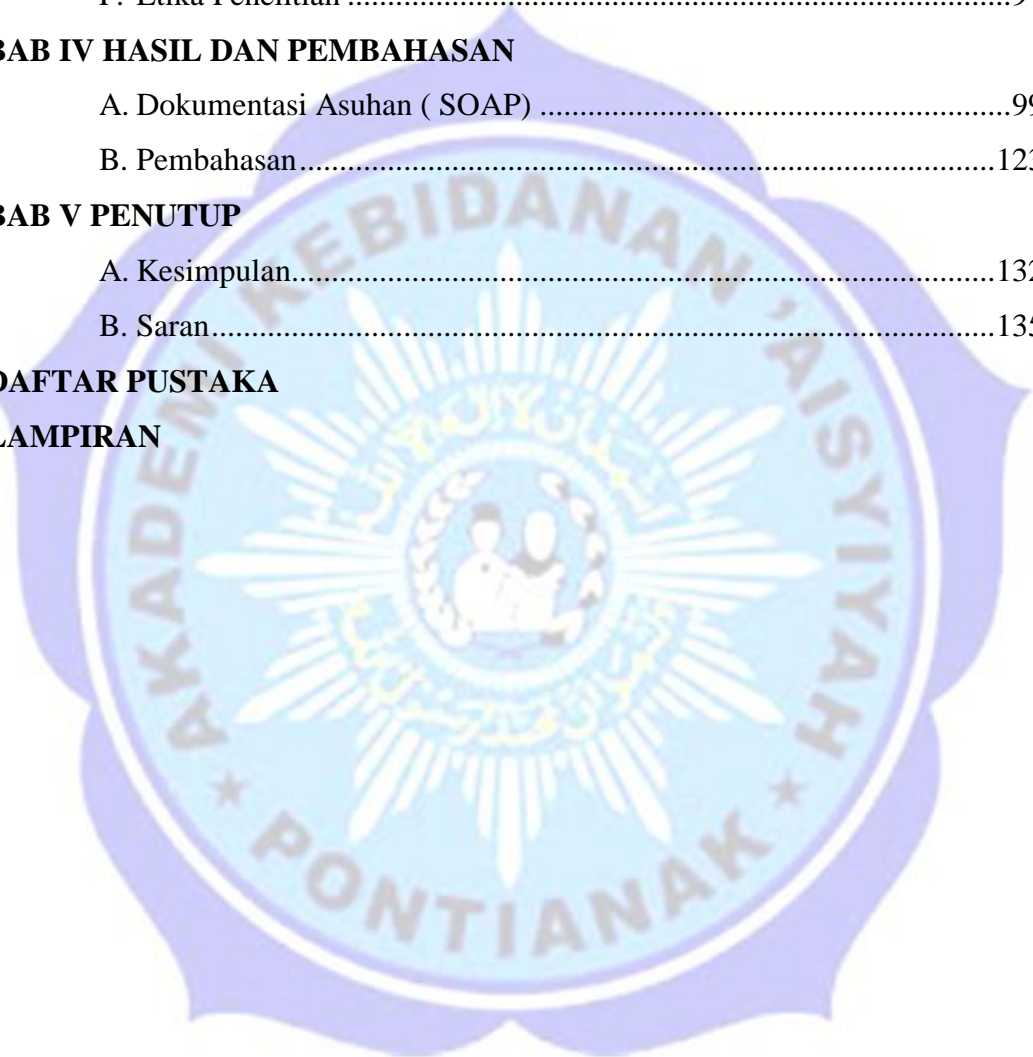 F. Etika Penelitian ..........................................................................................9
BAB IV HASIL DAN PEMBAHASAN
A. Dokumentasi Asuhan ( SOAP) ................................................................99
B. Pembahasan...............................................................................................123
BAB V PENUTUP
A. Kesimpulan................................................................................................132
B. Saran...........................................................................................................135
DAFTAR PUSTAKA
LAMPIRAN
AKADEMI KEBIDANAN 'AISYIYAH
* PONTIANAK *